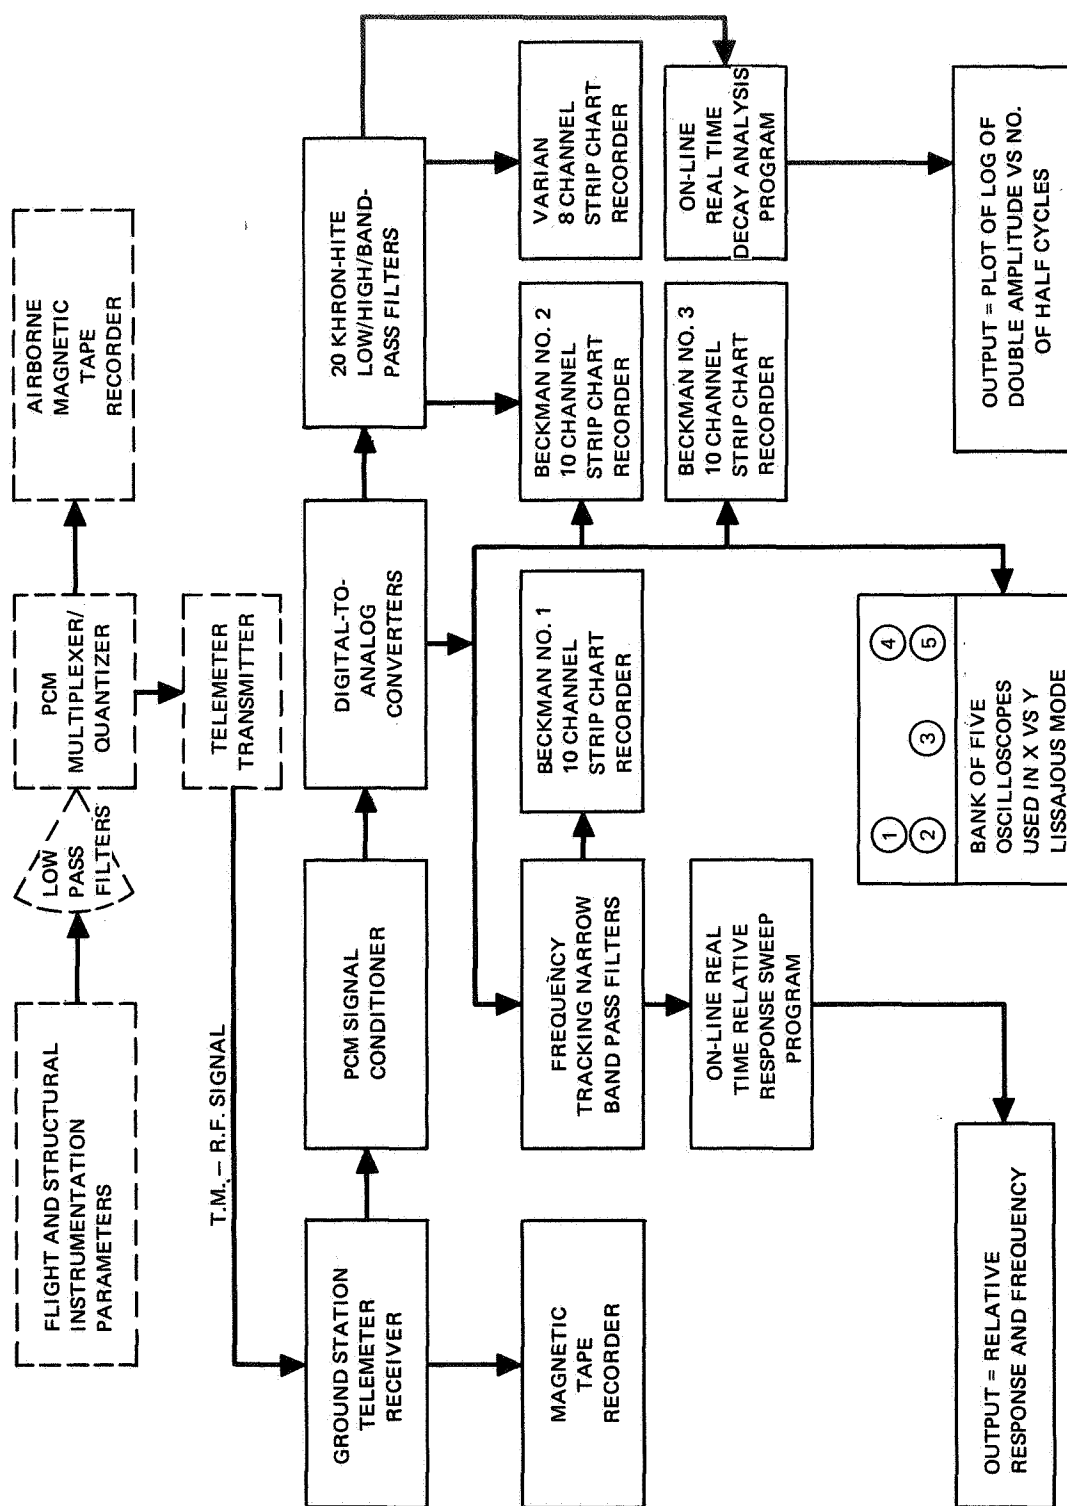 FLIGHT AND STRUCTURAL
INSTRUMENTATION
PARAMETERS
LOW
PASS
FILTERS
PCM
MULTIPLEXER/
QUANTIZER
AIRBORNE
MAGNETIC
TAPE
RECORDER
TELEMETER
TRANSMITTER
T.M. – R.F. SIGNAL
GROUND STATION
TELEMETER
RECEIVER
PCM SIGNAL
CONDITIONER
DIGITAL-TO-
ANALOG
CONVERTERS
20 KHRON-HITE
LOW/HIGH/BAND-
PASS FILTERS
MAGNETIC
TAPE
RECORDER
FREQUENCY
TRACKING NARROW
BAND PASS FILTERS
BECKMAN NO. 1
10 CHANNEL
STRIP CHART
RECORDER
BECKMAN NO. 2
10 CHANNEL
STRIP CHART
RECORDER
VARIAN
8 CHANNEL
STRIP CHART
RECORDER
ON-LINE REAL
TIME RELATIVE
RESPONSE SWEEP
PROGRAM
BECKMAN NO. 3
10 CHANNEL
STRIP CHART
RECORDER
ON-LINE
REAL TIME
DECAY ANALYSIS
PROGRAM
1
2
3
4
5
BANK OF FIVE
OSCILLOSCOPES
USED IN X VS Y
LISSAJOUS MODE
OUTPUT = RELATIVE
RESPONSE AND FREQUENCY
OUTPUT = PLOT OF LOG OF
DOUBLE AMPLITUDE VS NO.
OF HALF CYCLES